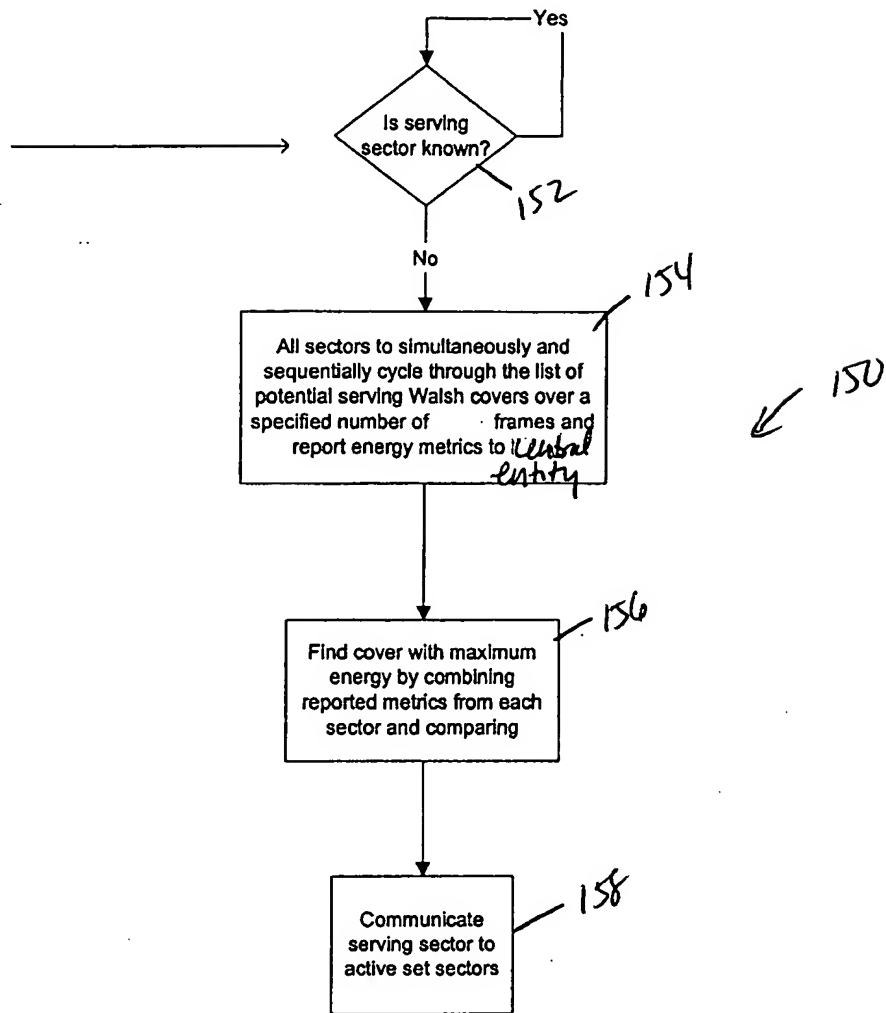 Yes
Is serving
sector known?
152
No
154
All sectors to simultaneously and
sequentially cycle through the list of
potential serving Walsh covers over a
specified number of frames and
report energy metrics to central
entity
150
156
Find cover with maximum
energy by combining
reported metrics from each
sector and comparing
158
Communicate
serving sector to
active set sectors